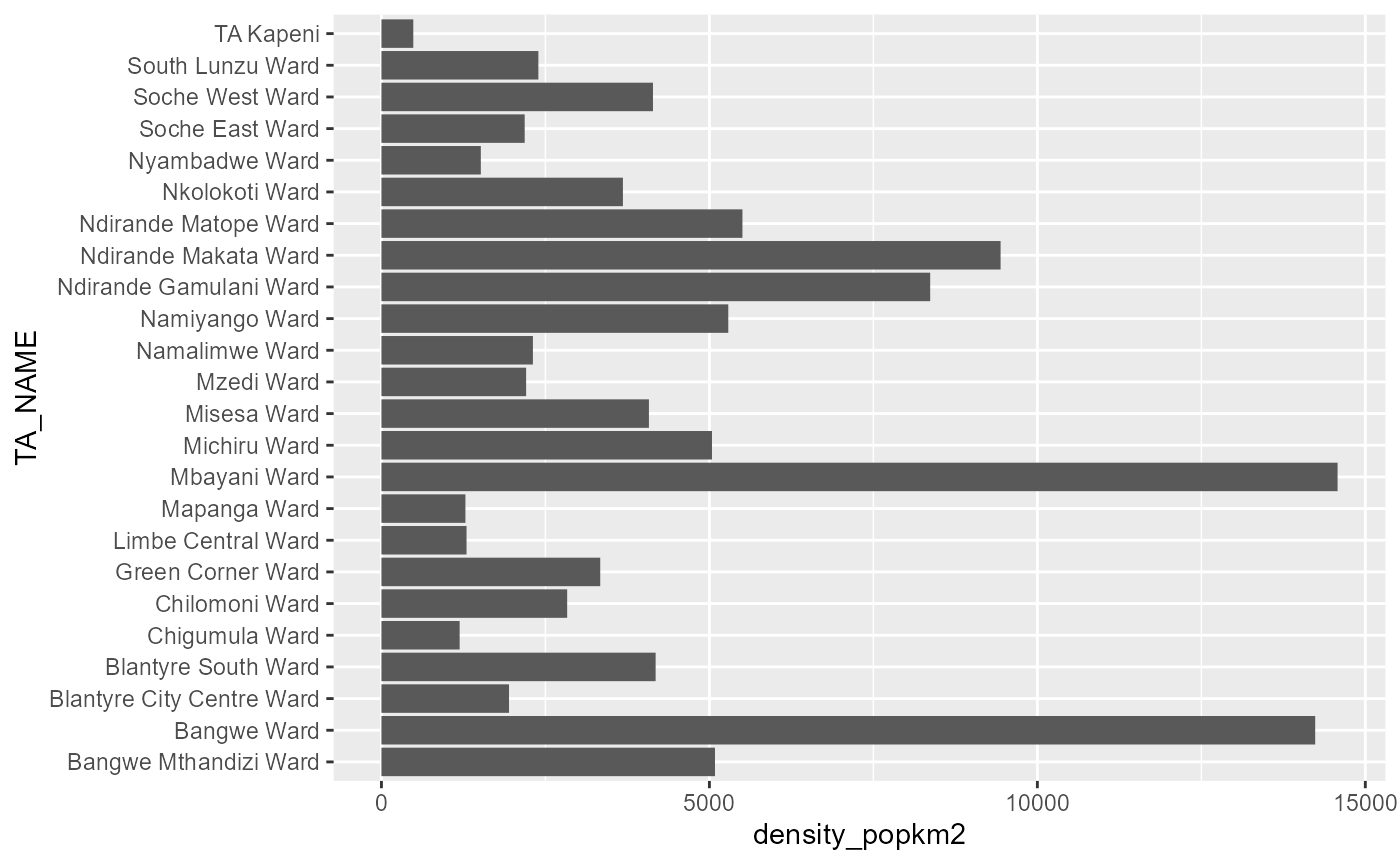 TA Kapeni
South Lunzu Ward
Soche West Ward
Soche East Ward
Nyambadwe Ward
Nkolokoti Ward
Ndirande Matope Ward
Ndirande Makata Ward
Ndirande Gamulani Ward
Namiyango Ward
Namalimwe Ward
Mzedi Ward
Misesa Ward
Michiru Ward
Mbayani Ward
Mapanga Ward
Limbe Central Ward
Green Corner Ward
Chilomoni Ward
Chigumula Ward
Blantyre South Ward
Blantyre City Centre Ward
Bangwe Ward
Bangwe Mthandizi Ward
TA_NAME
0 5000 10000 15000
density_popkm2